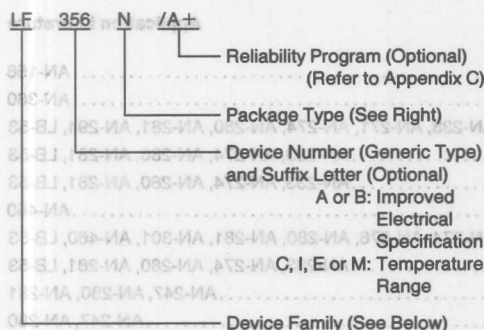 LF 356 N /A+
Reliability Program (Optional)
(Refer to Appendix C)
Package Type (See Right)
Device Number (Generic Type)
and Suffix Letter (Optional)
A or B: Improved
Electrical
Specification
C, I, E or M: Temperature
Range
Device Family (See Below)